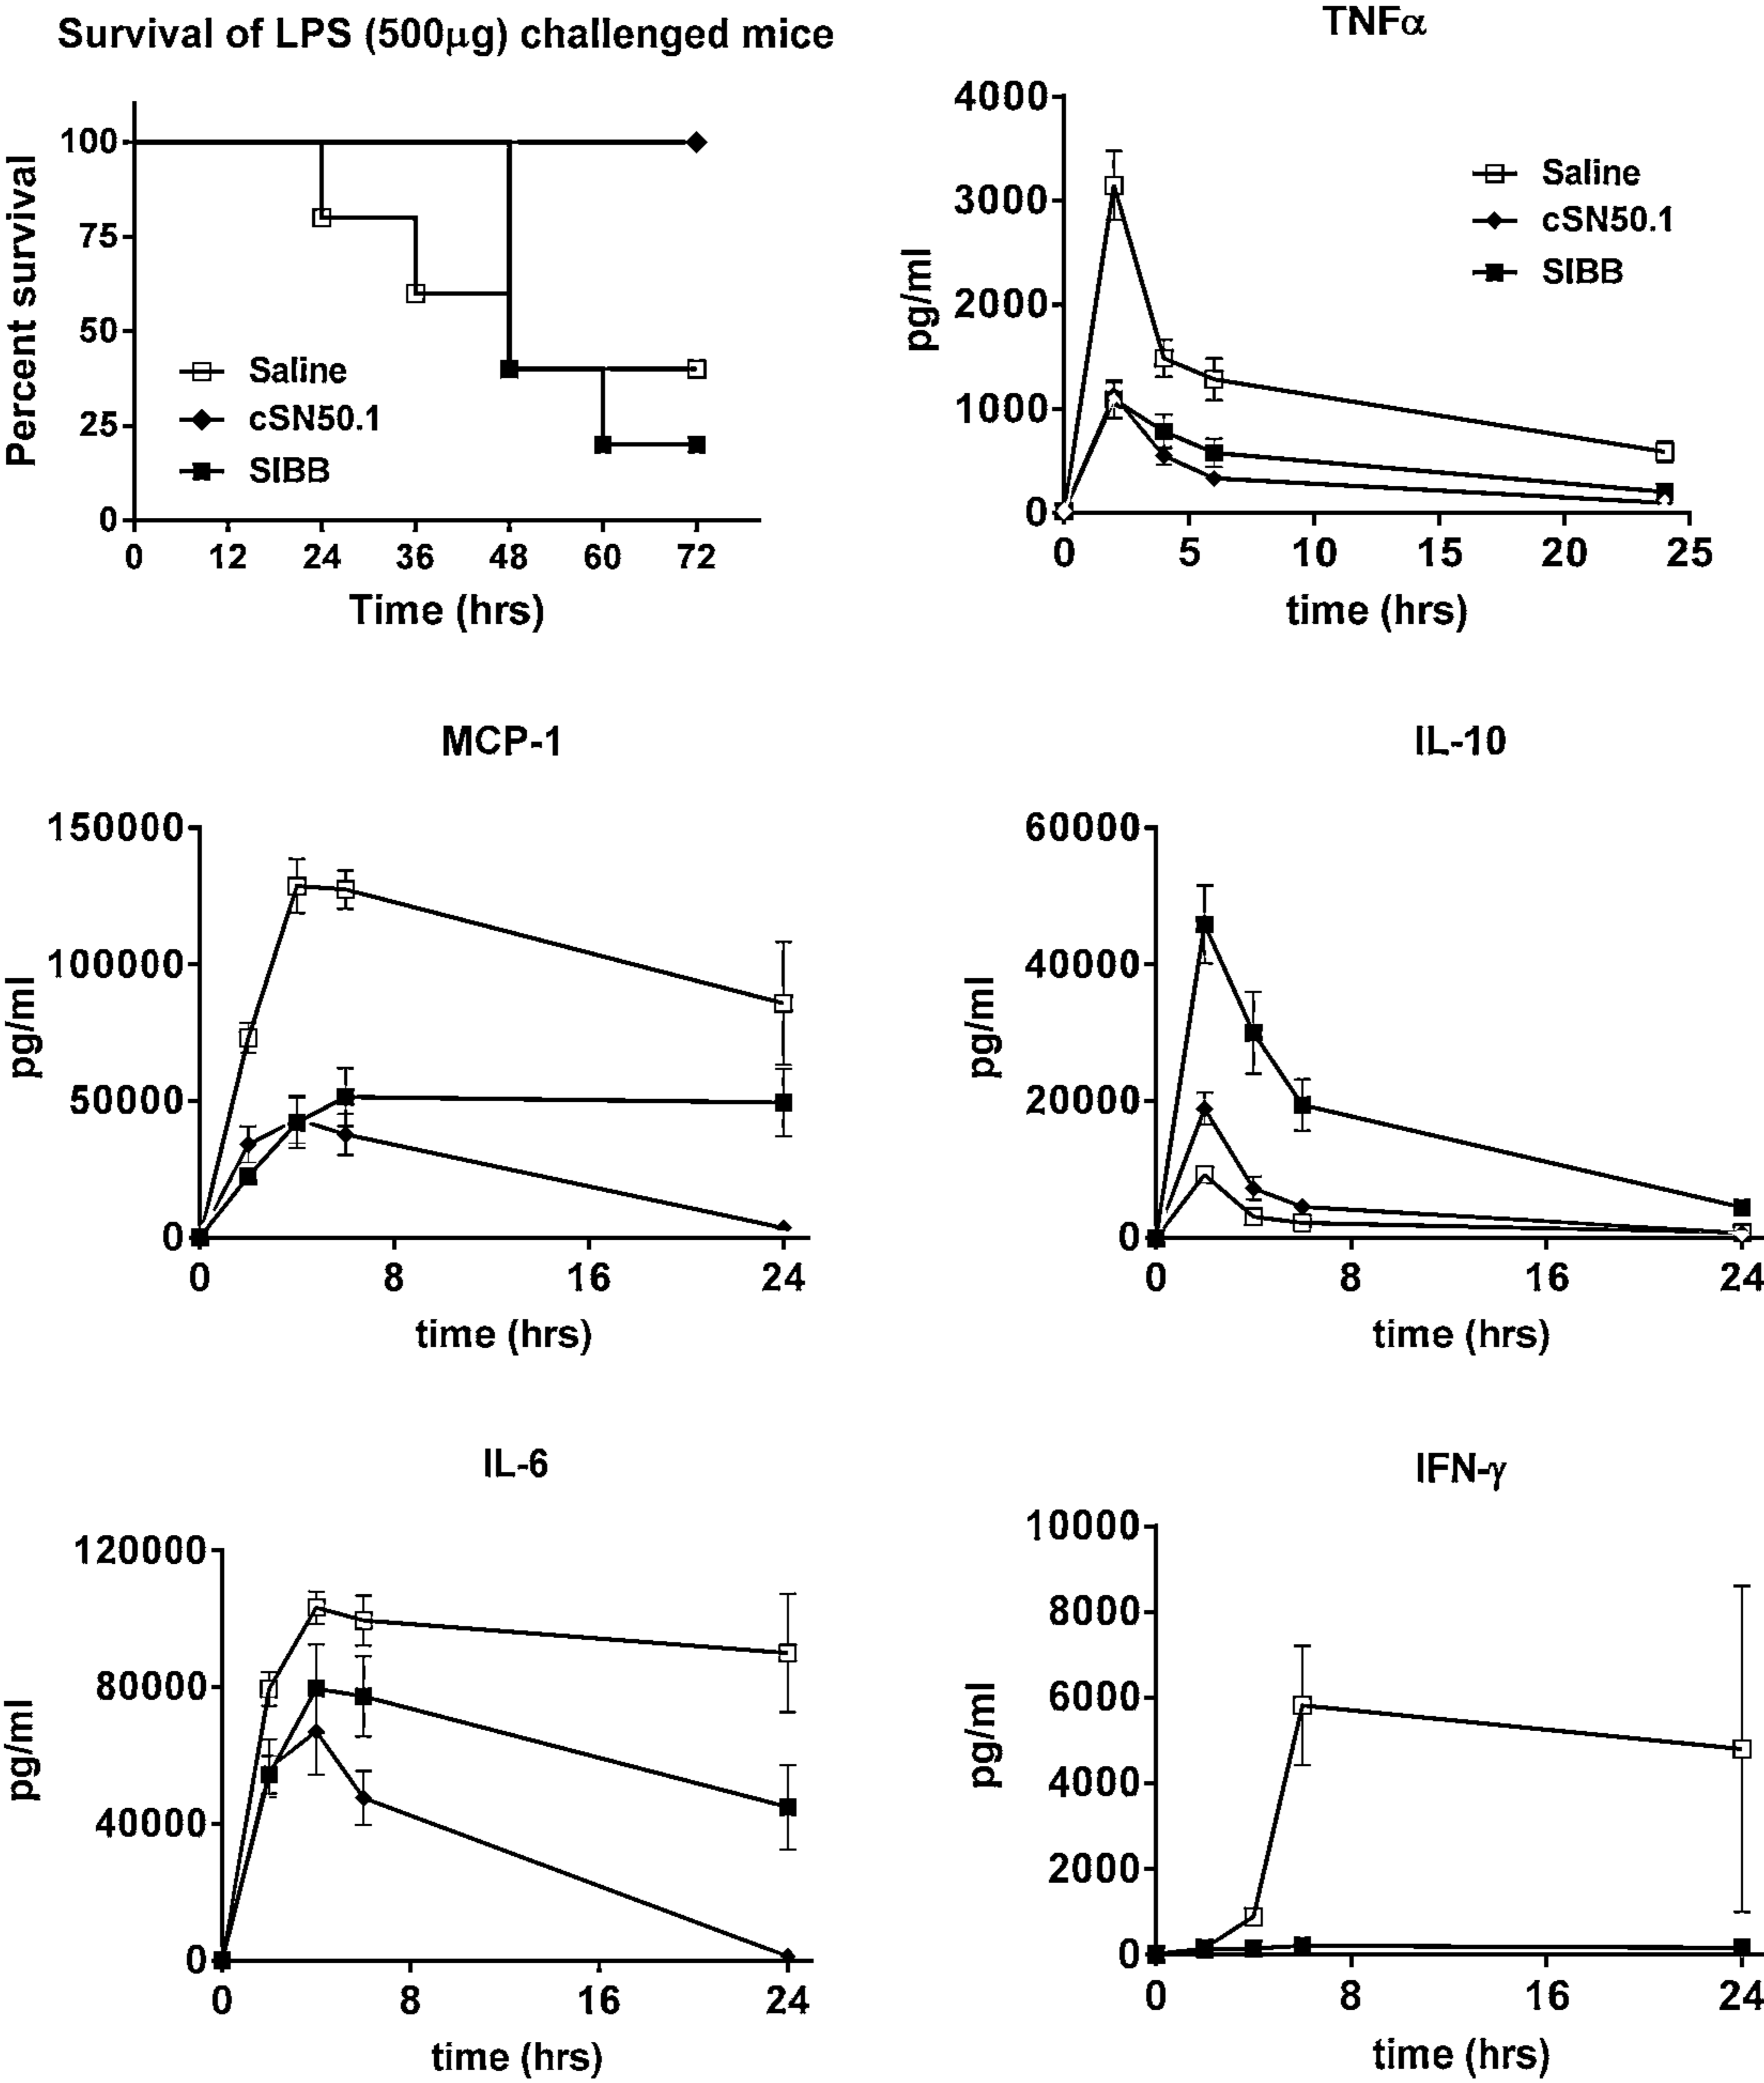 Survival of LPS (500µg) challenged mice
Percent survival
100
75
50
25
0
Saline
cSN50.1
SIBB
0 12 24 36 48 60 72
Time (hrs)
TNFα
pg/ml
4000
3000
2000
1000
0
Saline
cSN50.1
SIBB
0 5 10 15 20 25
time (hrs)
MCP-1
pg/ml
150000
100000
50000
0
0 8 16 24
time (hrs)
IL-10
pg/ml
60000
40000
20000
0
0 8 16 24
time (hrs)
IL-6
pg/ml
120000
80000
40000
0
0 8 16 24
time (hrs)
IFN-γ
pg/ml
10000
8000
6000
4000
2000
0
0 8 16 24
time (hrs)